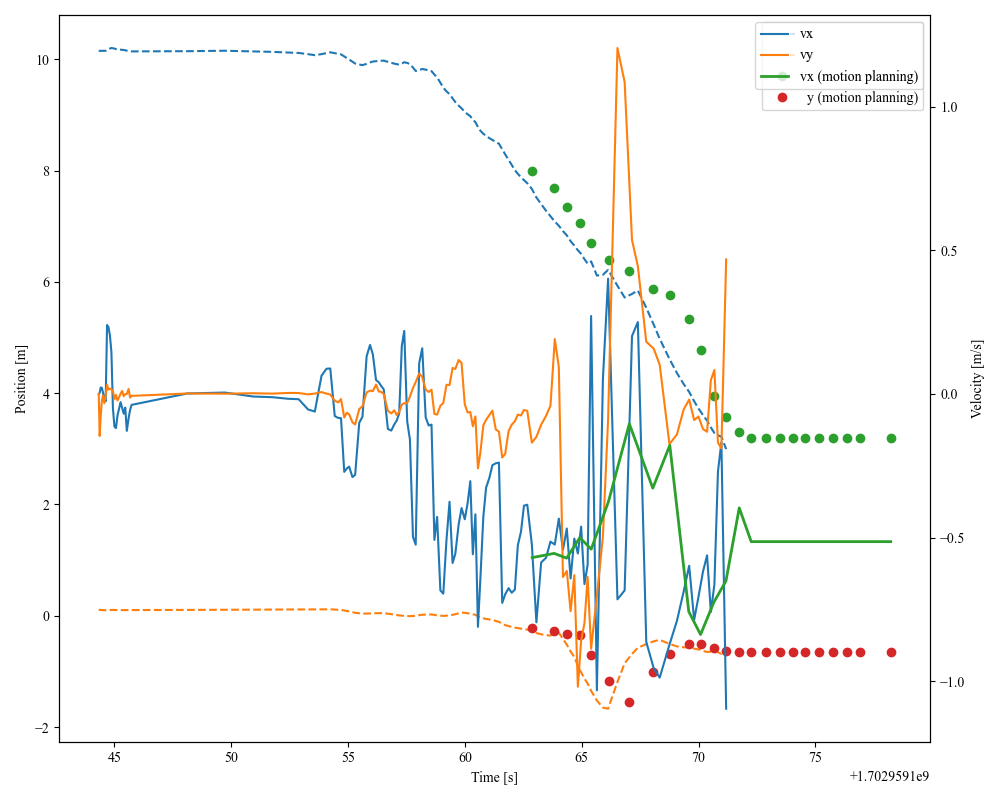 vx
vy
vx (motion planning)
y (motion planning)
10
8
6
4
2
0
−2
Position [m]
1.0
0.5
0.0
−0.5
−1.0
Velocity [m/s]
45
50
55
60
65
70
75
Time [s]
+1.7029591e9